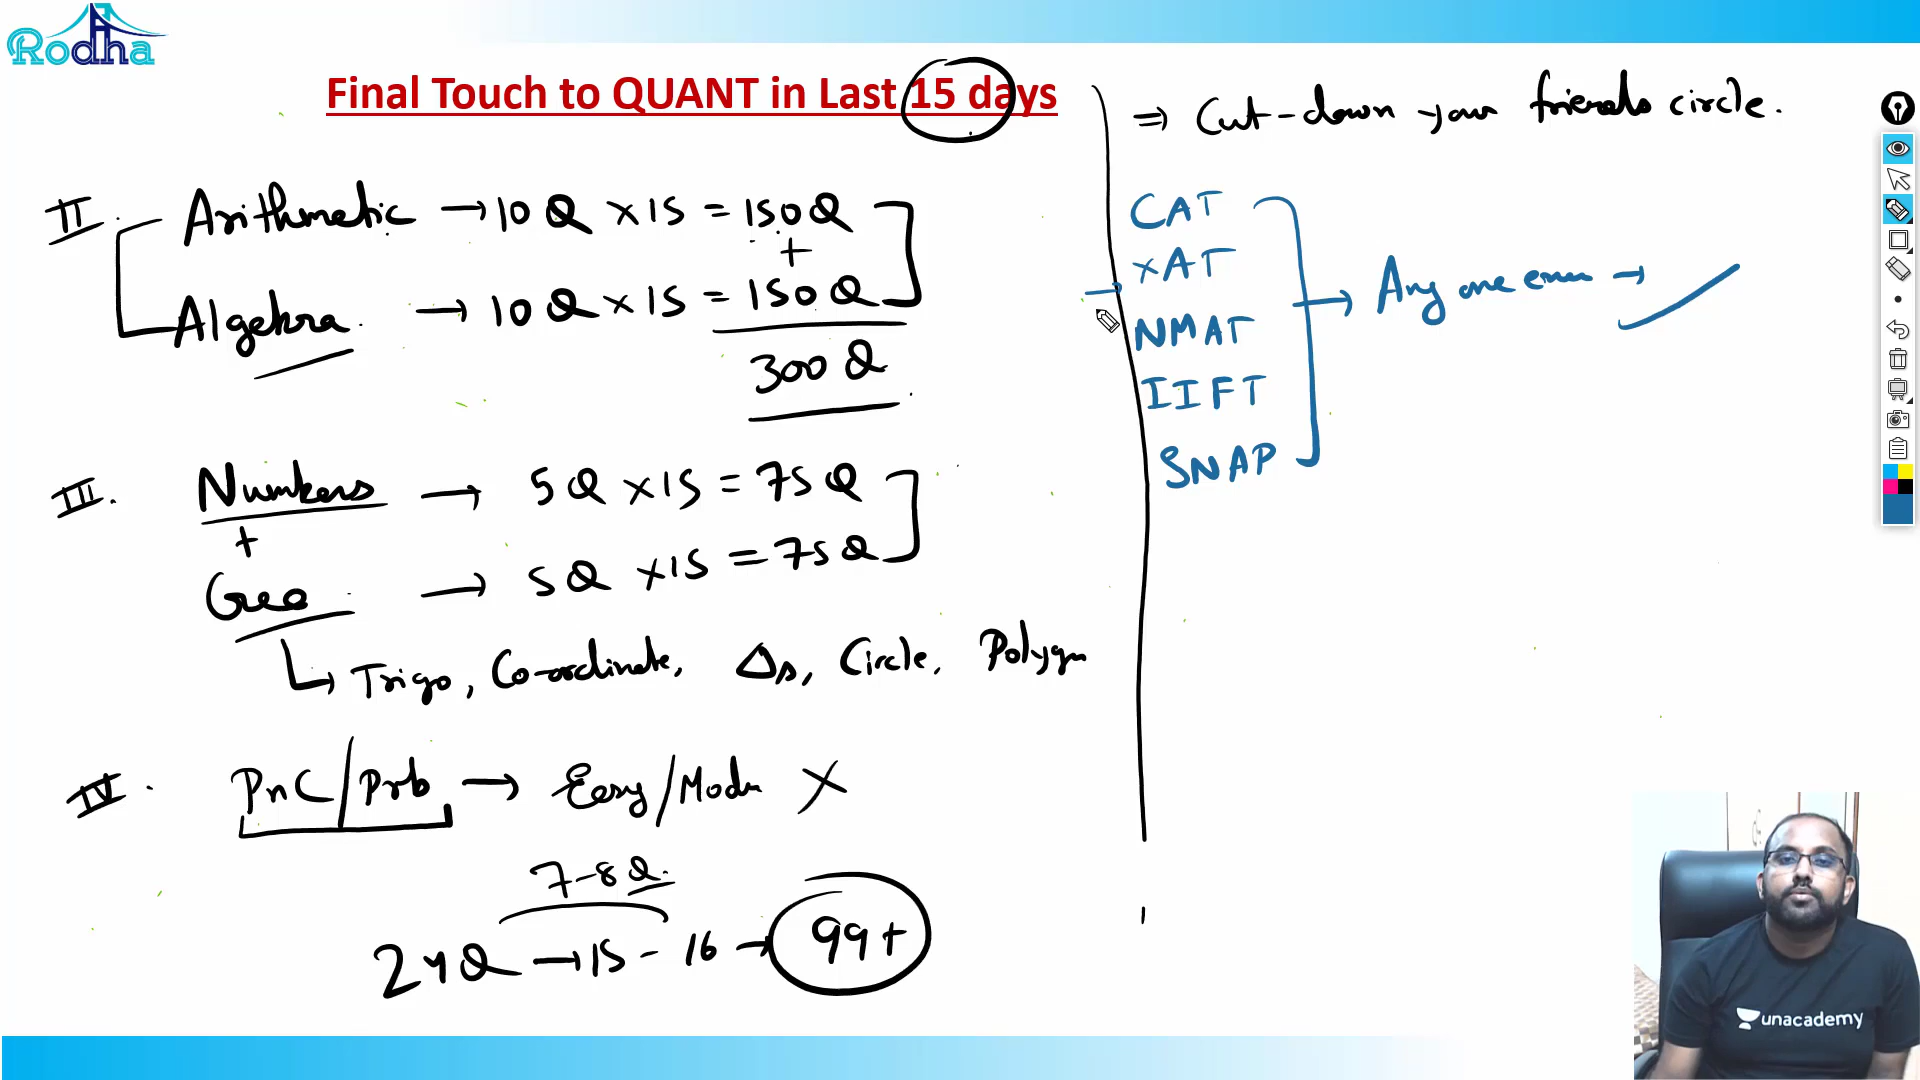 Rodha
Final Touch to QUANT in Last 15 days
II. Arithmetic → 10 Q × 15 = 150 Q
+
Algebra → 10 Q × 15 = 150 Q
300 Q
III. Numbers → 5 Q × 15 = 75 Q
+
Geo → 5 Q × 15 = 75 Q
↳ Trigo, Co-ordinate, Δs, Circle, Polygon
IV. PnC/Prb → Easy/Mode ×
7-8 Q.
24 Q → 15 - 16 → 99+
⇒ Cut-down your friends circle.
CAT
XAT
NMAT
IIFT
SNAP
→ Any one exam →
unacademy